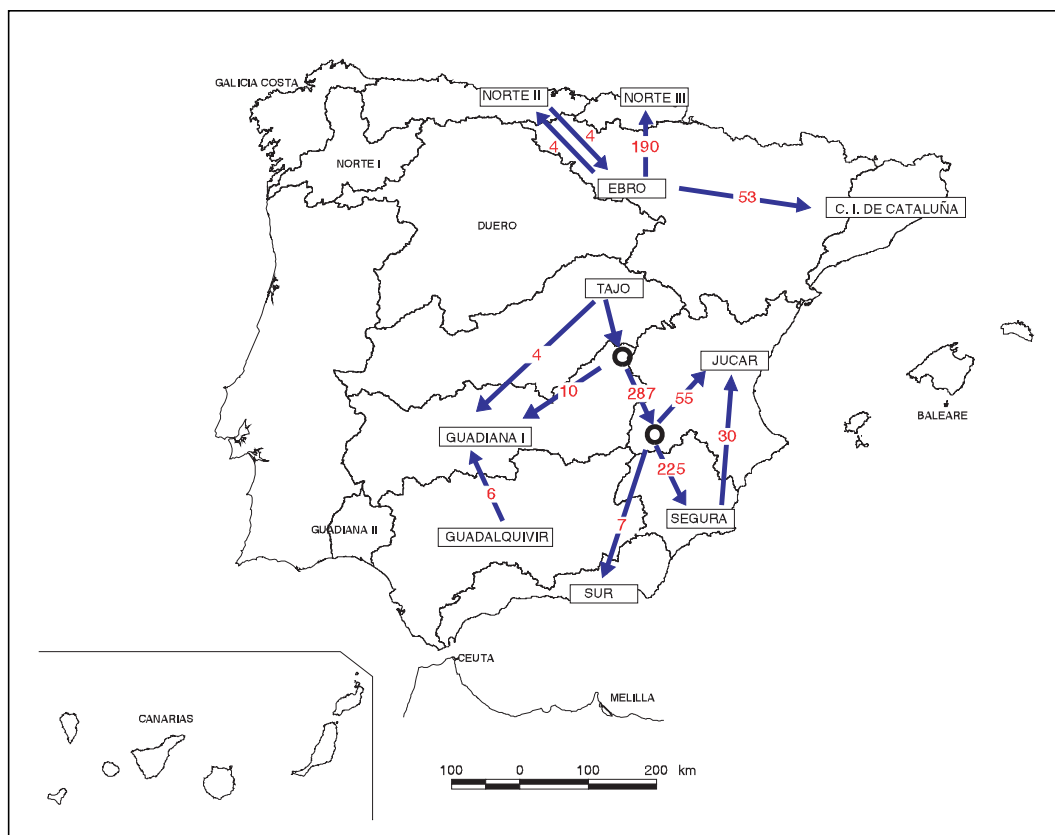 GALICIA COSTA
NORTE II
NORTE III
4
4
190
NORTE I
EBRO
53
C. I. DE CATALUÑA
DUERO
TAJO
4
JUCAR
10
287
55
BALEARE
GUADIANA I
30
225
6
SEGURA
7
GUADIANA II
GUADALQUIVIR
SUR
CEUTA
MELILLA
CANARIAS
100 0 100 200 km